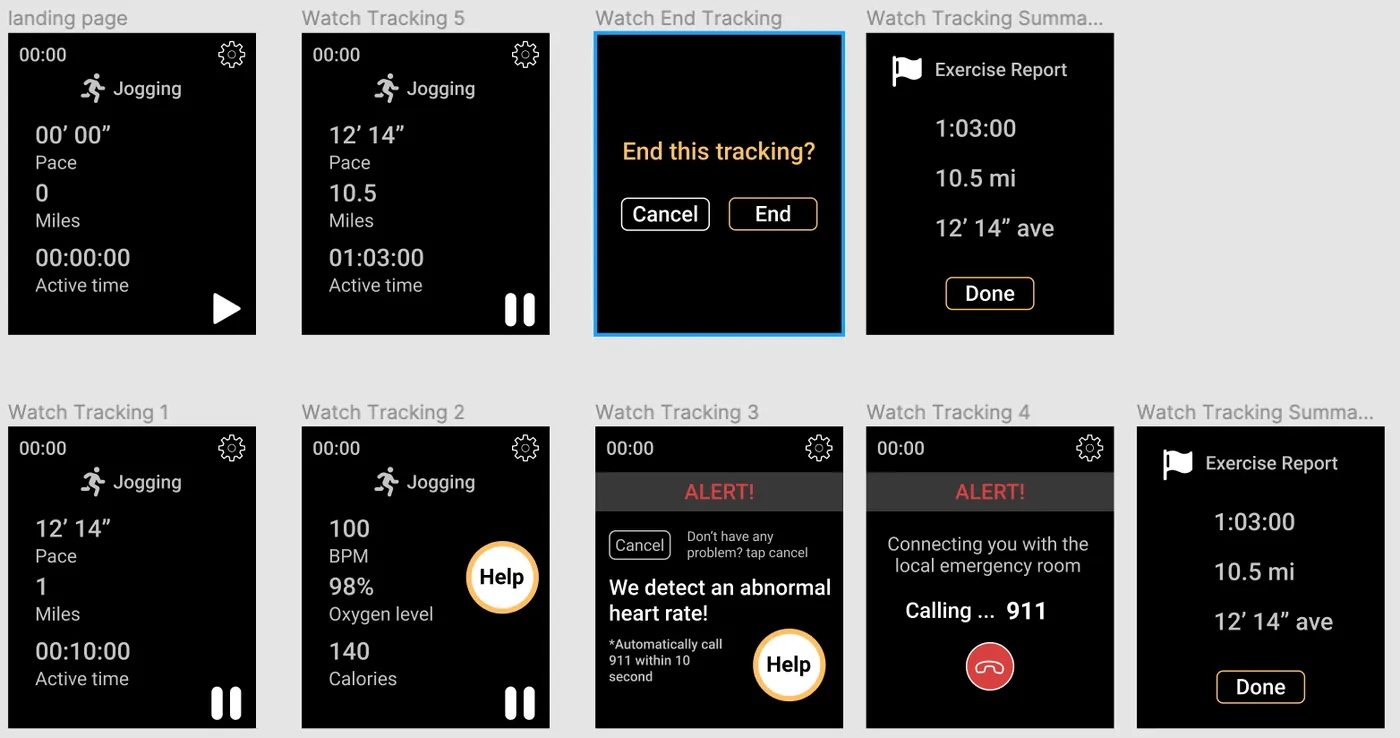 landing page
00:00
Jogging
00’ 00”
Pace
0
Miles
00:00:00
Active time
Watch Tracking 5
00:00
Jogging
12’ 14”
Pace
10.5
Miles
01:03:00
Active time
Watch End Tracking
End this tracking?
Cancel
End
Watch Tracking Summa...
Exercise Report
1:03:00
10.5 mi
12’ 14” ave
Done
Watch Tracking 1
00:00
Jogging
12’ 14”
Pace
1
Miles
00:10:00
Active time
Watch Tracking 2
00:00
Jogging
100
BPM
98%
Oxygen level
140
Calories
Help
Watch Tracking 3
00:00
ALERT!
Cancel
Don’t have any
problem? tap cancel
We detect an abnormal
heart rate!
*Automatically call
911 within 10
second
Help
Watch Tracking 4
00:00
ALERT!
Connecting you with the
local emergency room
Calling ... 911
Watch Tracking Summa...
Exercise Report
1:03:00
10.5 mi
12’ 14” ave
Done